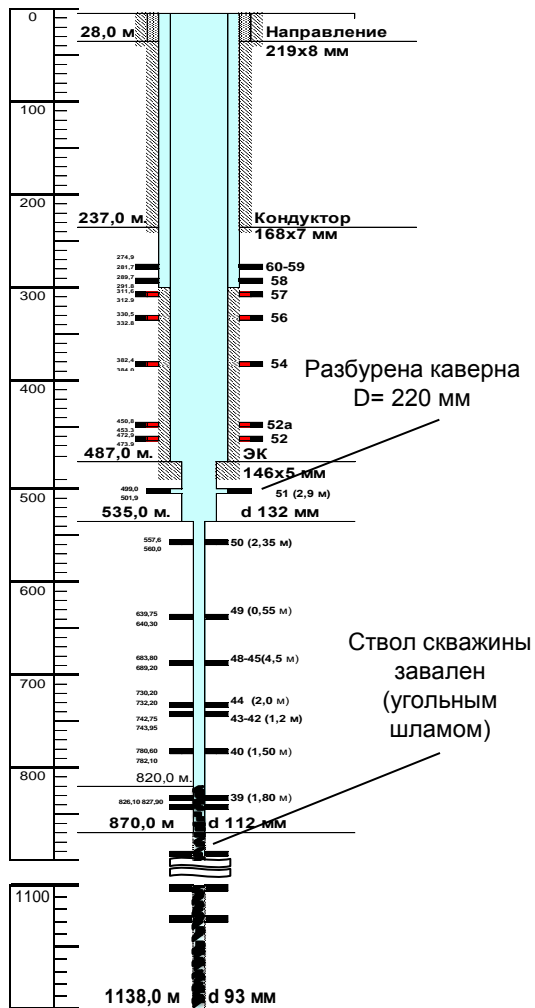 0
28,0 м
Направление
219х8 мм
100
200
237,0 м.
Кондуктор
168х7 мм
274,9
281,7
60-59
289,7
291,8
58
300
311,6
312,9
57
330,5
332,8
56
382,4
384,0
54
Разбурена каверна
D= 220 мм
400
450,8
453,3
52а
472,9
473,9
52
487,0 м.
ЭК
146х5 мм
500
499,0
501,9
51 (2,9 м)
535,0 м.
d 132 мм
557,6
560,0
50 (2,35 м)
600
639,75
640,30
49 (0,55 м)
683,80
689,20
48-45(4,5 м)
Ствол скважины
завален
(угольным
шламом)
700
730,20
732,20
44 (2,0 м)
742,75
743,95
43-42 (1,2 м)
780,60
782,10
40 (1,50 м)
800
820,0 м.
826,10 827,90
39 (1,80 м)
870,0 м
d 112 мм
1100
1138,0 м
d 93 мм